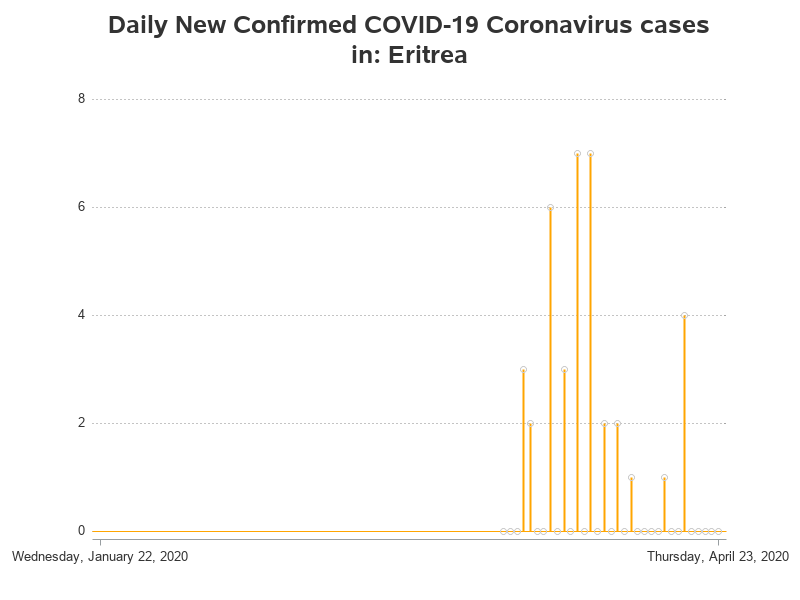 Daily New Confirmed COVID-19 Coronavirus cases
in: Eritrea
8
6
4
2
0
Wednesday, January 22, 2020
Thursday, April 23, 2020